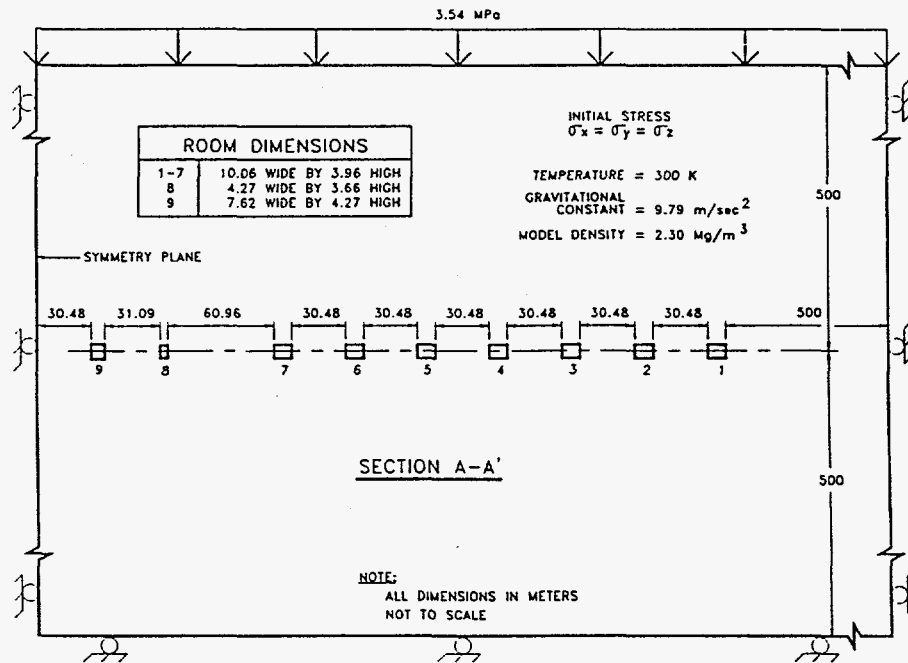 3.54 MPa
INITIAL STRESS
σx = σy = σz
ROOM DIMENSIONS
1-7 10.06 WIDE BY 3.96 HIGH
8 4.27 WIDE BY 3.66 HIGH
9 7.62 WIDE BY 4.27 HIGH
TEMPERATURE = 300 K
GRAVITATIONAL
CONSTANT = 9.79 m/sec²
MODEL DENSITY = 2.30 Mg/m³
500
SYMMETRY PLANE
30.48 31.09 60.96 30.48 30.48 30.48 30.48 30.48 30.48 500
9 8 7 6 5 4 3 2 1
SECTION A-A'
500
NOTE:
ALL DIMENSIONS IN METERS
NOT TO SCALE